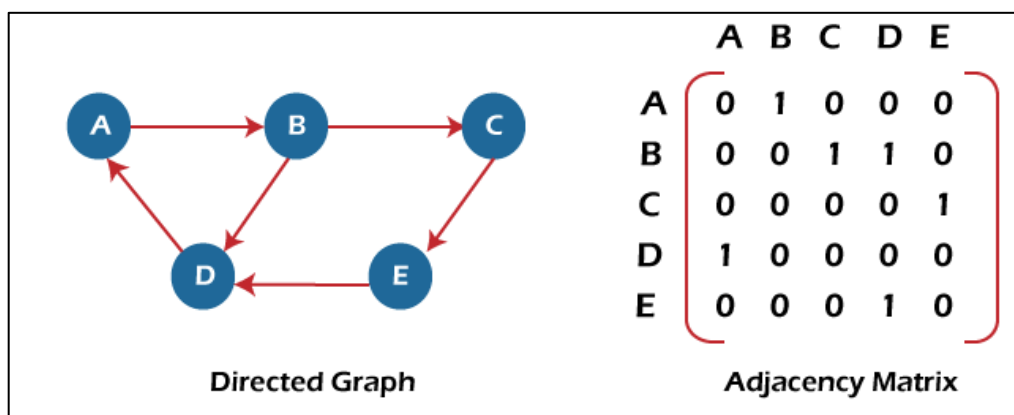 A B C
D E
Directed Graph
A B C D E
A 0 1 0 0 0
B 0 0 1 1 0
C 0 0 0 0 1
D 1 0 0 0 0
E 0 0 0 1 0
Adjacency Matrix